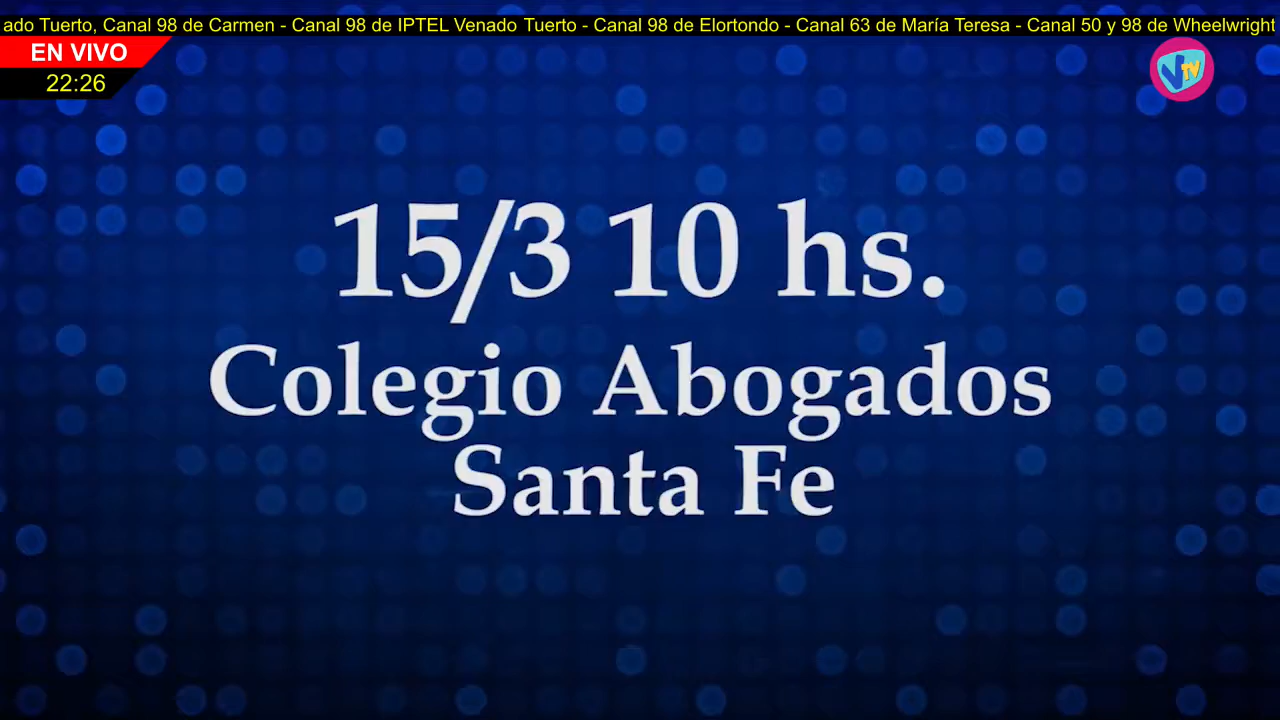 ado Tuerto, Canal 98 de Carmen - Canal 98 de IPTEL Venado Tuerto - Canal 98 de Elortondo - Canal 63 de María Teresa - Canal 50 y 98 de Wheelwright
EN VIVO
22:26
VTV
15/3 10 hs.
Colegio Abogados
Santa Fe